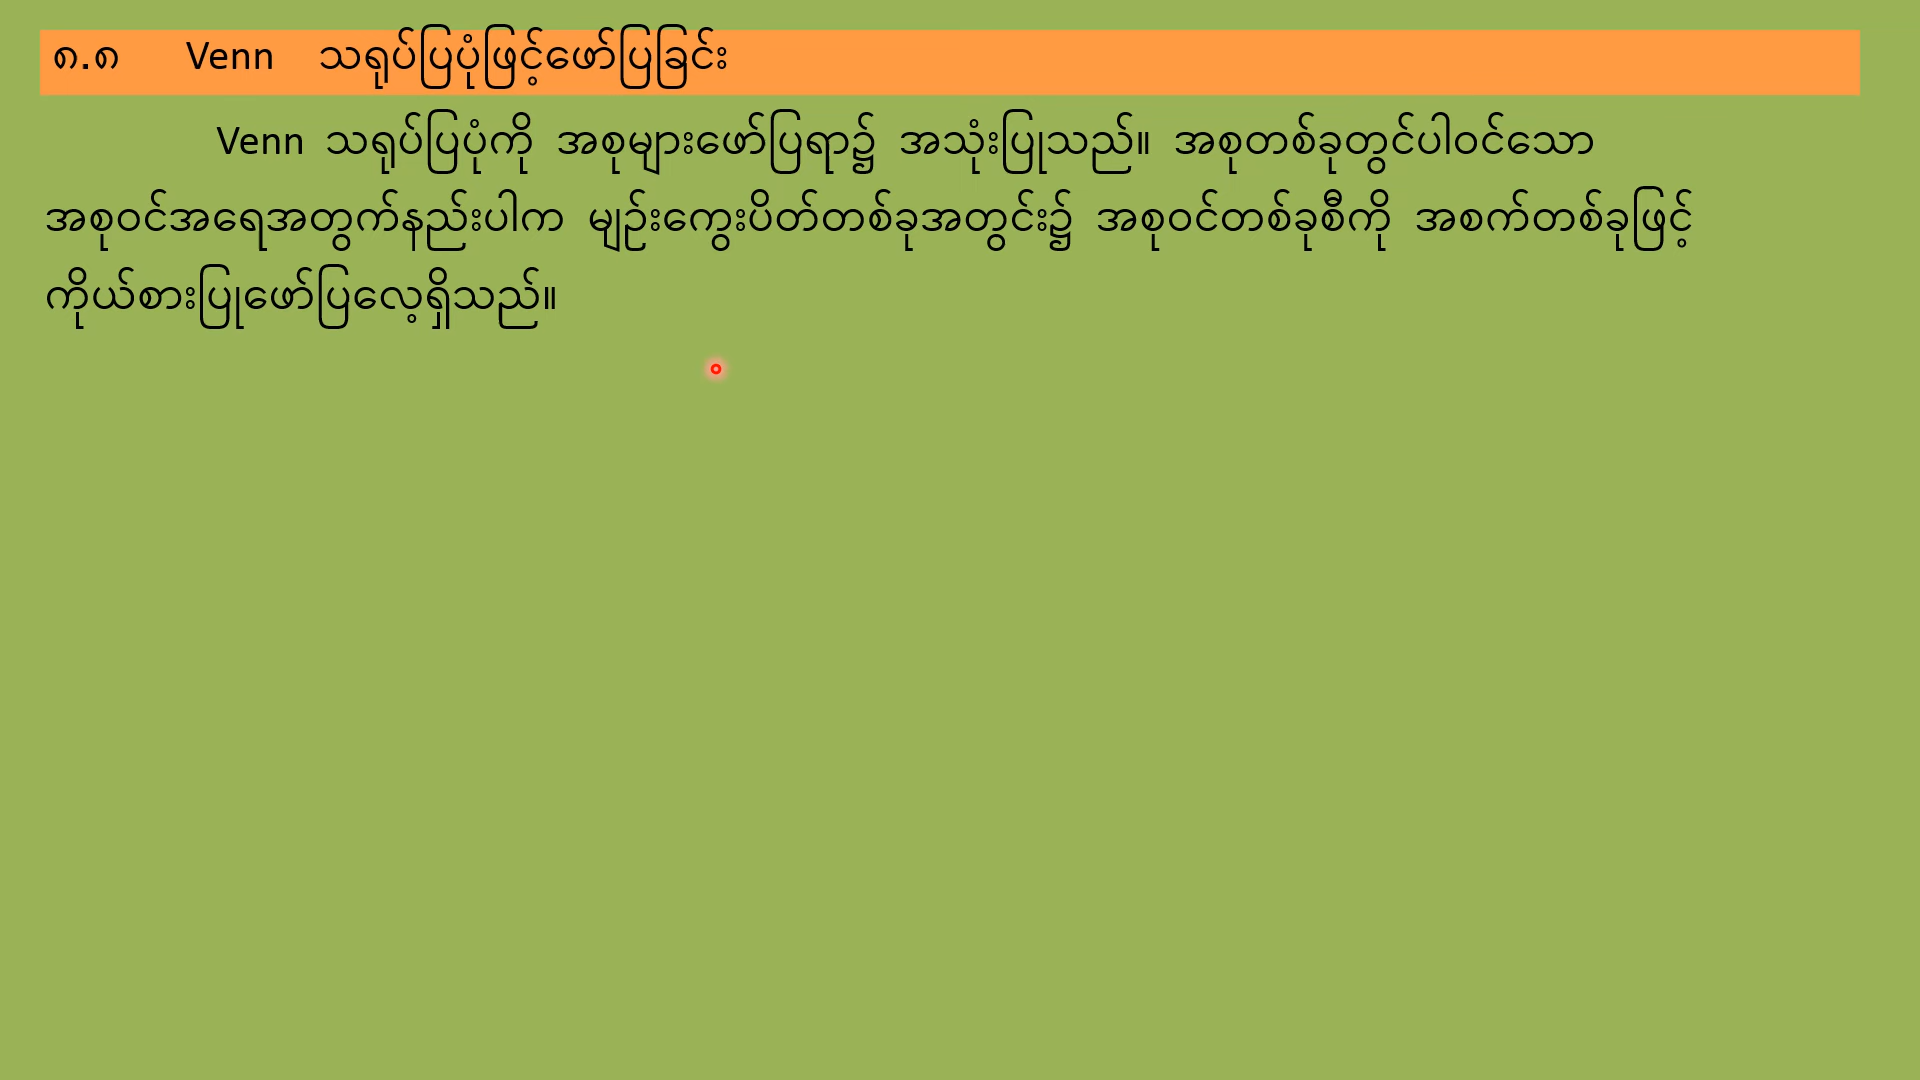 ၈.၈ Venn သရုပ်ပြပုံဖြင့်ဖော်ပြခြင်း
Venn သရုပ်ပြပုံကို အစုများဖော်ပြရာ၌ အသုံးပြုသည်။ အစုတစ်ခုတွင်ပါဝင်သော
အစုဝင်အရေအတွက်နည်းပါက မျဉ်းကွေးပိတ်တစ်ခုအတွင်း၌ အစုဝင်တစ်ခုစီကို အစက်တစ်ခုဖြင့်
ကိုယ်စားပြုဖော်ပြလေ့ရှိသည်။